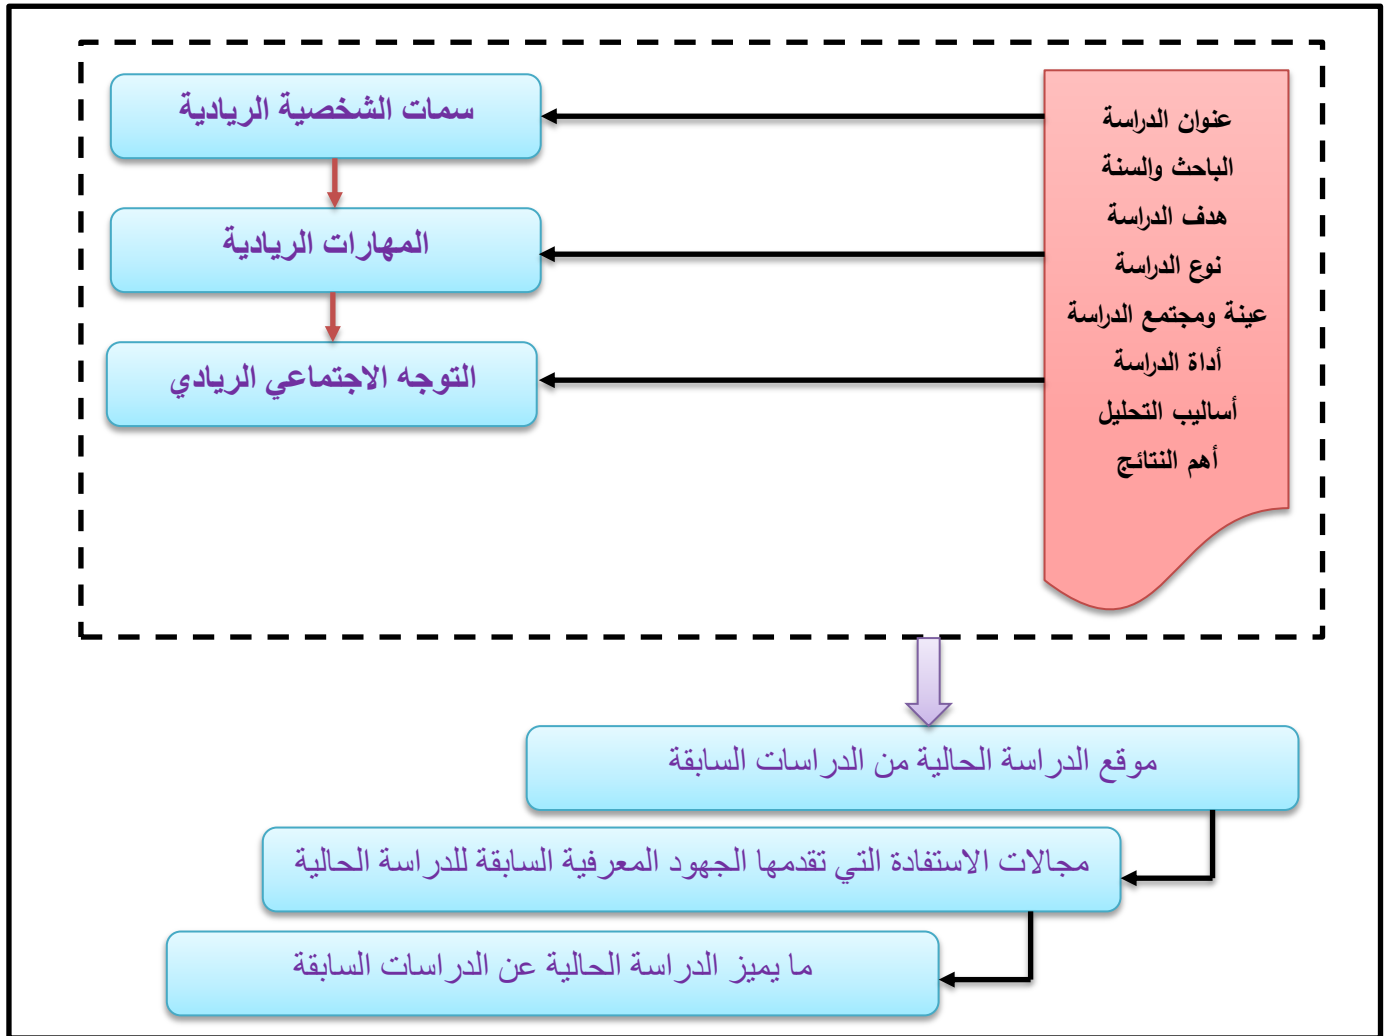 عنوان الدراسة
الباحث والسنة
هدف الدراسة
نوع الدراسة
عينة ومجتمع الدراسة
أداة الدراسة
أساليب التحليل
أهم النتائج
سمات الشخصية الريادية
المهارات الريادية
التوجه الاجتماعي الريادي
موقع الدراسة الحالية من الدراسات السابقة
مجالات الاستفادة التي تقدمها الجهود المعرفية السابقة للدراسة الحالية
ما يميز الدراسة الحالية عن الدراسات السابقة